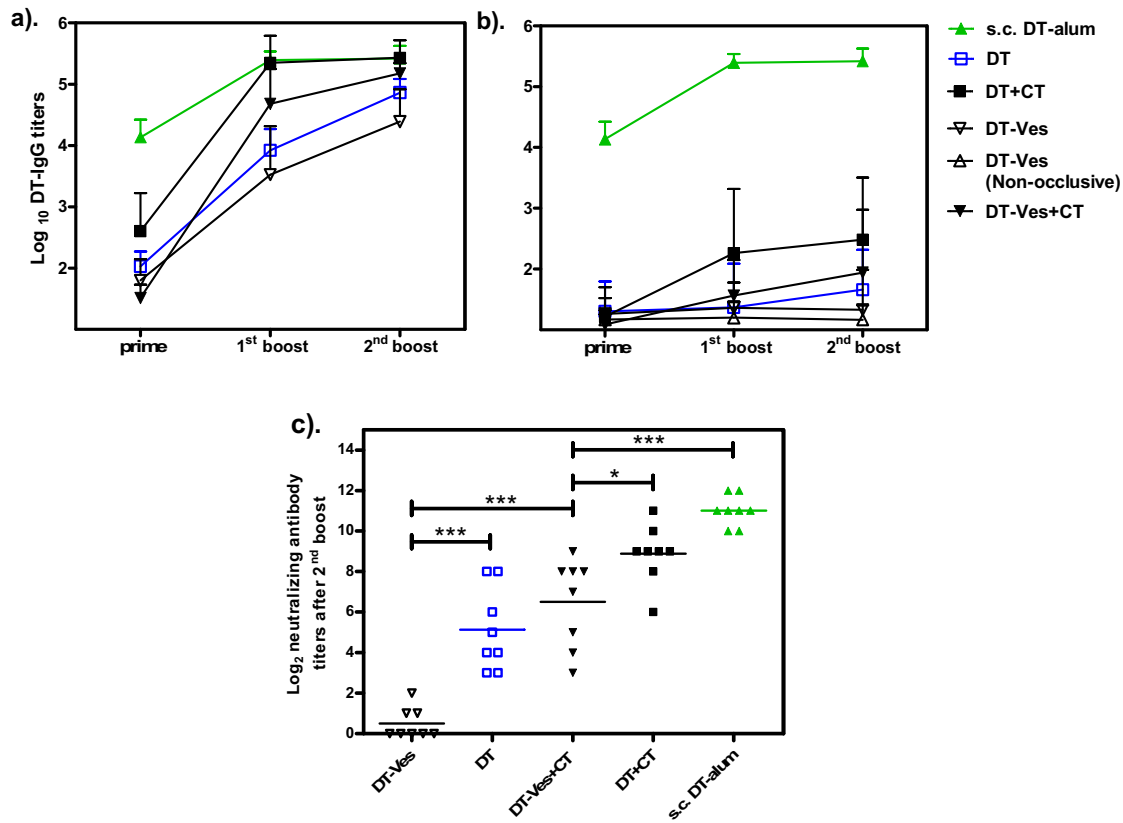 a).
Log 10 DT-IgG titers
6
5
4
3
2
prime
1st boost
2nd boost
b).
6
5
4
3
2
prime
1st boost
2nd boost
s.c. DT-alum
DT
DT+CT
DT-Ves
DT-Ves
(Non-occlusive)
DT-Ves+CT
c).
Log2 neutralizing antibody
titers after 2nd boost
14
12
10
8
6
4
2
0
***
*
***
***
DT-Ves
DT
DT-Ves+CT
DT+CT
s.c. DT-alum